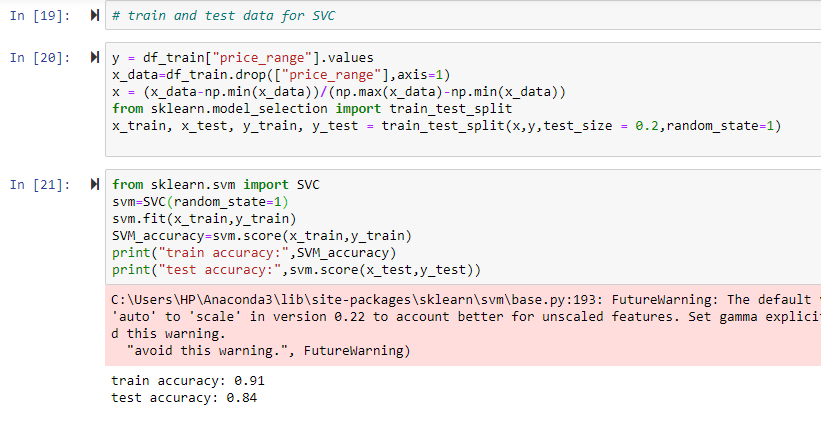 In [19]: # train and test data for SVC
In [20]: y = df_train["price_range"].values
x_data=df_train.drop(["price_range"],axis=1)
x = (x_data-np.min(x_data))/(np.max(x_data)-np.min(x_data))
from sklearn.model_selection import train_test_split
x_train, x_test, y_train, y_test = train_test_split(x,y,test_size = 0.2,random_state=1)
In [21]: from sklearn.svm import SVC
svm=SVC(random_state=1)
svm.fit(x_train,y_train)
SVM_accuracy=svm.score(x_train,y_train)
print("train accuracy:",SVM_accuracy)
print("test accuracy:",svm.score(x_test,y_test))
C:\Users\HP\Anaconda3\lib\site-packages\sklearn\svm\base.py:193: FutureWarning: The default
'auto' to 'scale' in version 0.22 to account better for unscaled features. Set gamma explici
d this warning.
"avoid this warning.", FutureWarning)
train accuracy: 0.91
test accuracy: 0.84